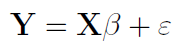 Y = Xβ + ε